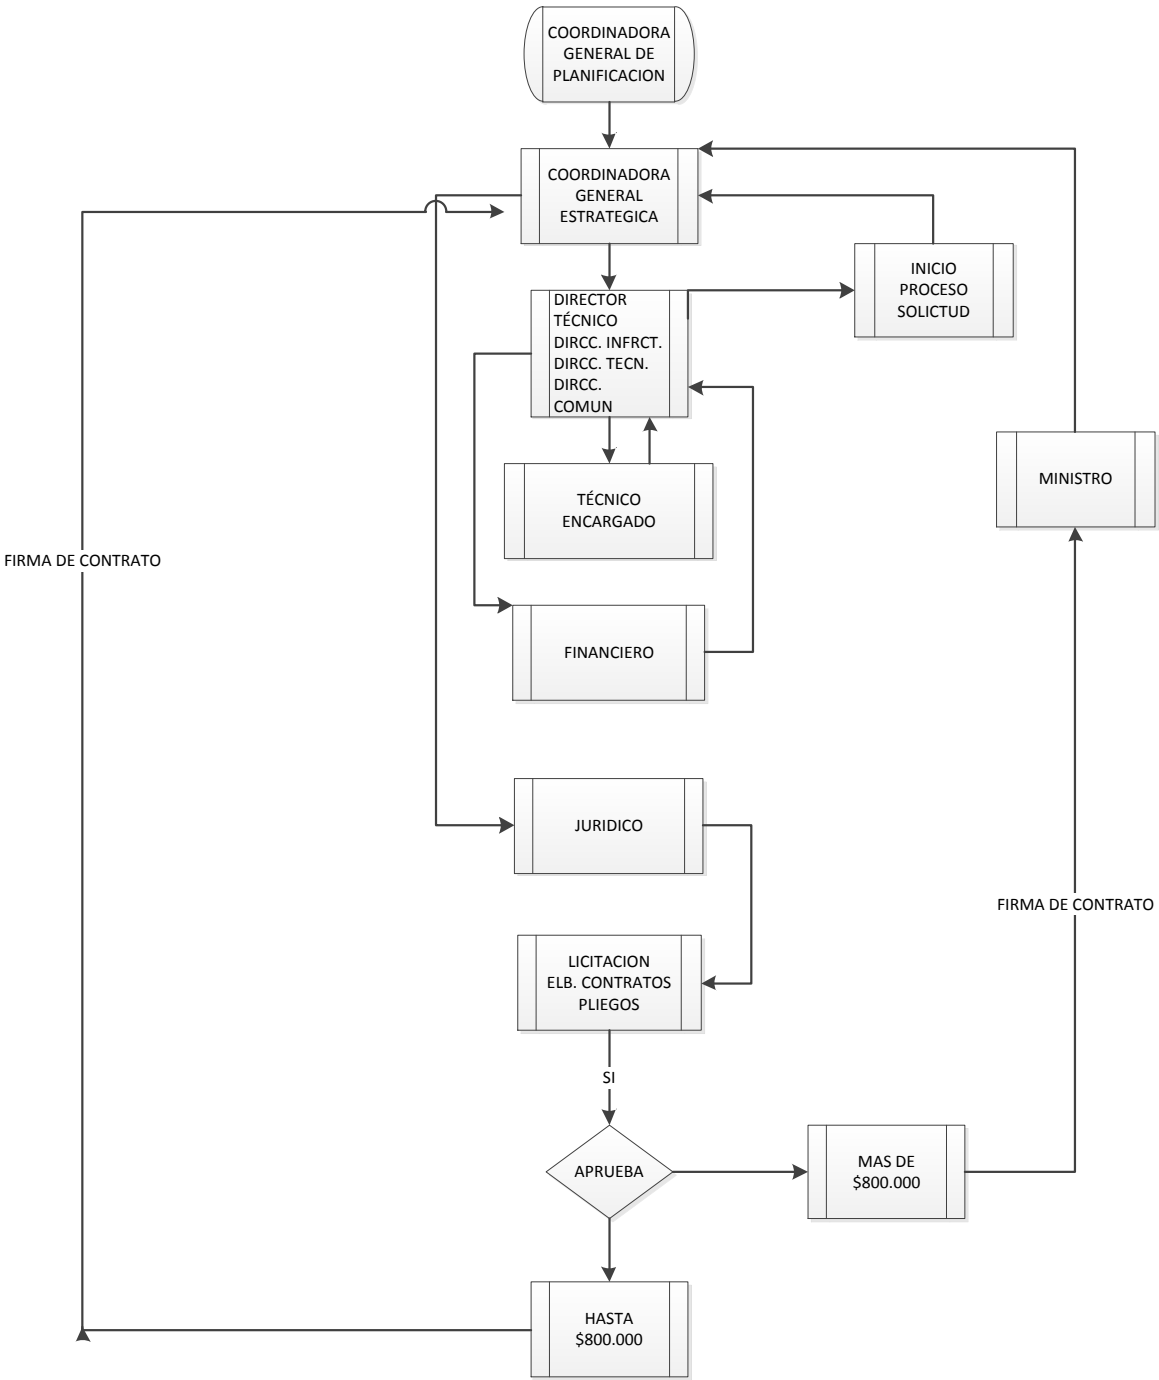 COORDINADORA
GENERAL DE
PLANIFICACION
COORDINADORA
GENERAL
ESTRATEGICA
INICIO
PROCESO
SOLICTUD
DIRECTOR
TÉCNICO
DIRCC. INFRCT.
DIRCC. TECN.
DIRCC.
COMUN
MINISTRO
TÉCNICO
ENCARGADO
FIRMA DE CONTRATO
FINANCIERO
JURIDICO
FIRMA DE CONTRATO
LICITACION
ELB. CONTRATOS
PLIEGOS
SI
APRUEBA
MAS DE
$800.000
HASTA
$800.000